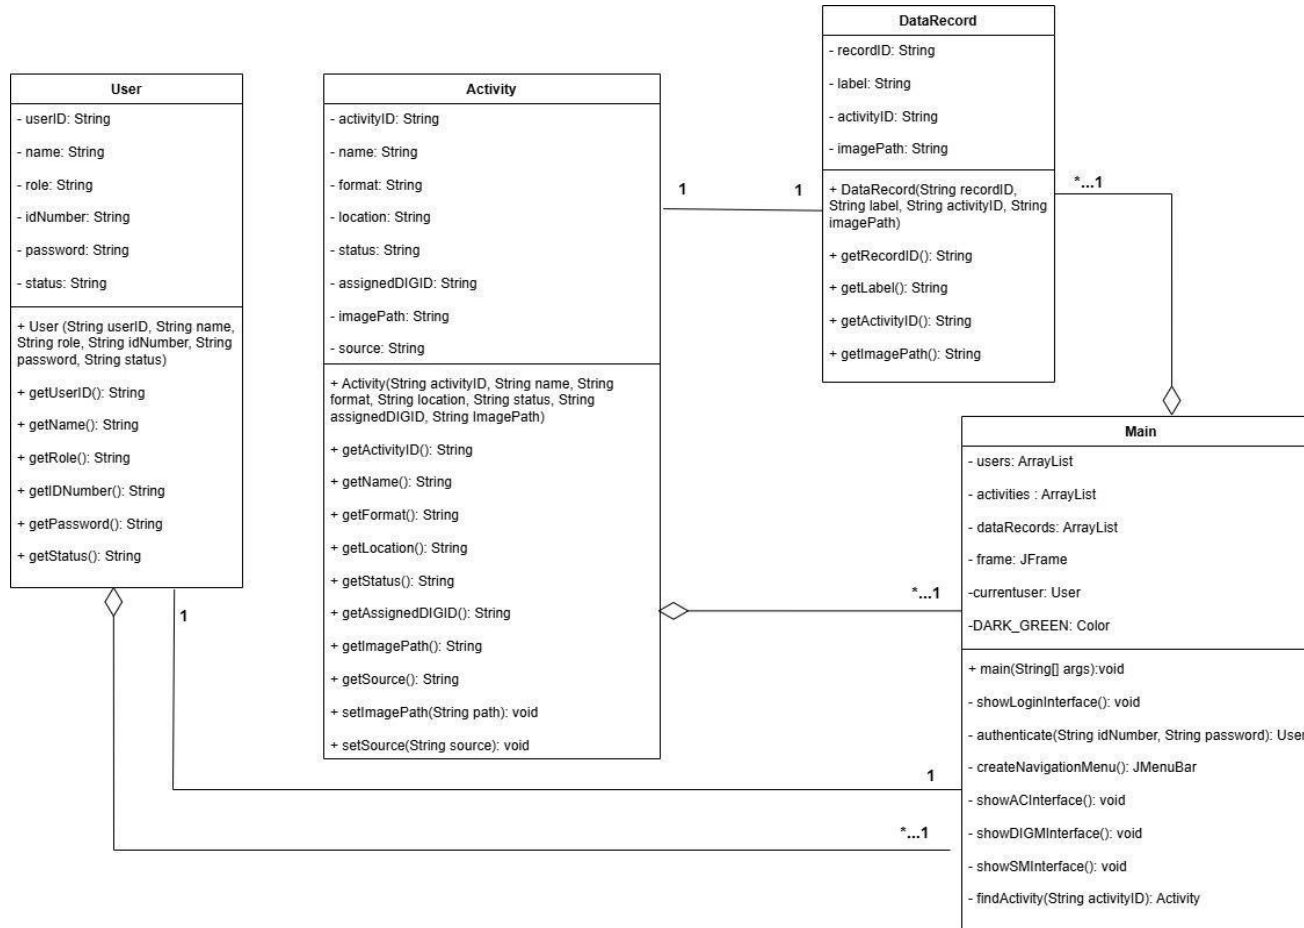 User
- userID: String
- name: String
- role: String
- idNumber: String
- password: String
- status: String
+ User (String userID, String name,
String role, String idNumber, String
password, String status)
+ getUserID(): String
+ getName(): String
+ getRole(): String
+ getIDNumber(): String
+ getPassword(): String
+ getStatus(): String
1
Activity
- activityID: String
- name: String
- format: String
- location: String
- status: String
- assignedDIGID: String
- imagePath: String
- source: String
+ Activity(String activityID, String name, String
format, String location, String status, String
assignedDIGID, String ImagePath)
+ getActivityID(): String
+ getName(): String
+ getFormat(): String
+ getLocation(): String
+ getStatus(): String
+ getAssignedDIGID(): String
+ getImagePath(): String
+ getSource(): String
+ setImagePath(String path): void
+ setSource(String source): void
1
1
DataRecord
- recordID: String
- label: String
- activityID: String
- imagePath: String
+ DataRecord(String recordID,
String label, String activityID, String
imagePath)
+ getRecordID(): String
+ getLabel(): String
+ getActivityID(): String
+ getImagePath(): String
*...1
Main
- users: ArrayList
- activities : ArrayList
- dataRecords: ArrayList
- frame: JFrame
-currentuser: User
-DARK_GREEN: Color
+ main(String[] args):void
- showLoginInterface(): void
- authenticate(String idNumber, String password): User
- createNavigationMenu(): JMenuBar
- showACInterface(): void
- showDIGMInterface(): void
- showSMInterface(): void
- findActivity(String activityID): Activity
*...1
1
*...1